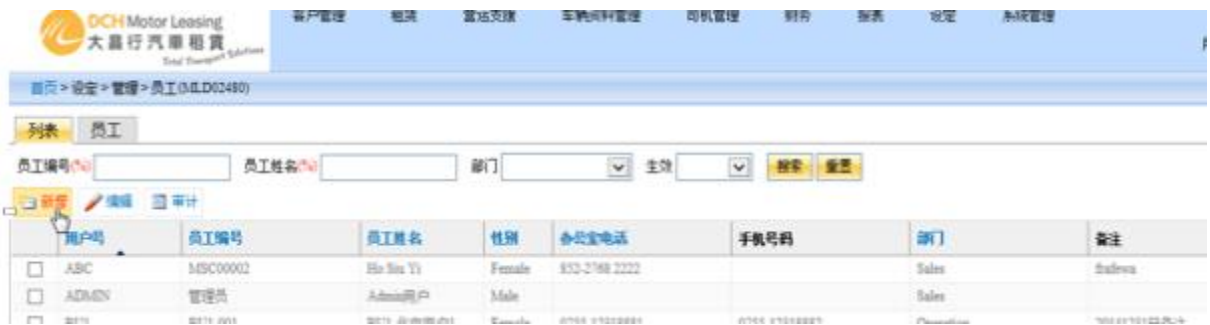 DCH Motor Leasing
大昌行汽車租賃
Total Transport Solutions
客户管理 租赁 营运支援 车辆资料管理 司机管理 财务 报表 设定 系统管理
首页 > 设定 > 管理 > 员工(MLD02480)
列表 员工
员工编号(%) 员工姓名(%) 部门 生效 搜索 重置
新增 编辑 审计
用户号 员工编号 员工姓名 性别 办公室电话 手机号码 部门 备注
ABC MSC00002 Ho Siu Yi Female 852-2768 2222 Sales
ADMIN 管理员 Admin用户 Male Sales
Female Operation